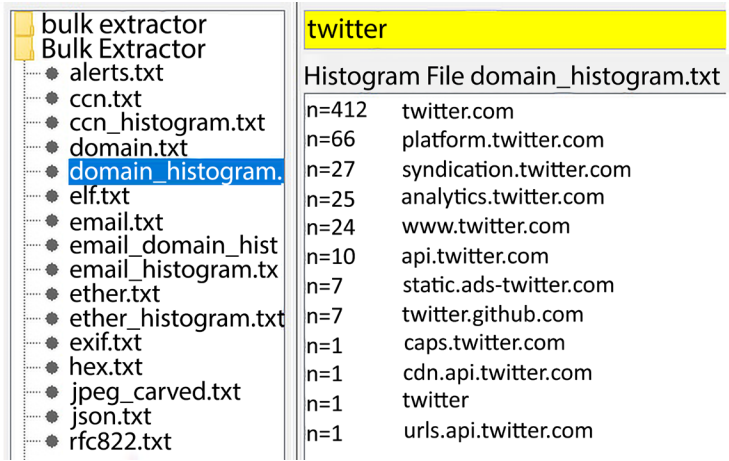 bulk extractor
Bulk Extractor
alerts.txt
ccn.txt
ccn_histogram.txt
domain.txt
domain_histogram.
elf.txt
email.txt
email_domain_hist
email_histogram.tx
ether.txt
ether_histogram.txt
exif.txt
hex.txt
jpeg_carved.txt
json.txt
rfc822.txt
twitter
Histogram File domain_histogram.txt
n=412 twitter.com
n=66 platform.twitter.com
n=27 syndication.twitter.com
n=25 analytics.twitter.com
n=24 www.twitter.com
n=10 api.twitter.com
n=7 static.ads-twitter.com
n=7 twitter.github.com
n=1 caps.twitter.com
n=1 cdn.api.twitter.com
n=1 twitter
n=1 urls.api.twitter.com